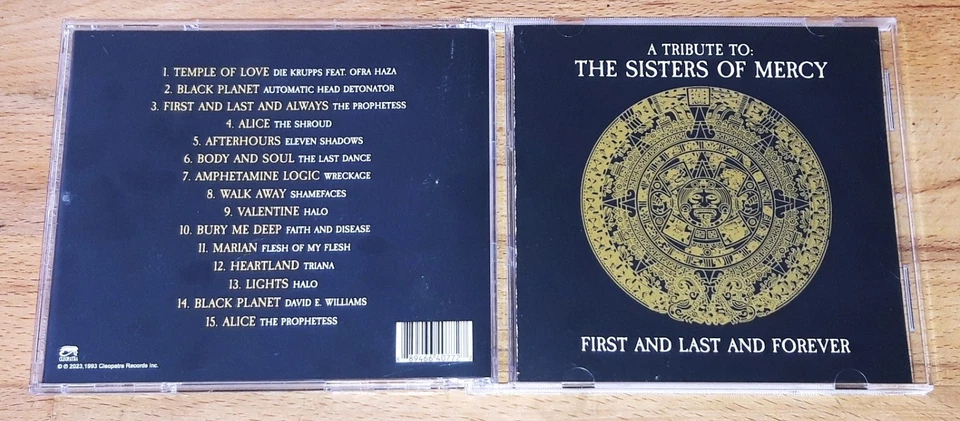 1. TEMPLE OF LOVE DIE KRUPPS FEAT. OFRA HAZA
2. BLACK PLANET AUTOMATIC HEAD DETONATOR
3. FIRST AND LAST AND ALWAYS THE PROPHETESS
4. ALICE THE SHROUD
5. AFTERHOURS ELEVEN SHADOWS
6. BODY AND SOUL THE LAST DANCE
7. AMPHETAMINE LOGIC WRECKAGE
8. WALK AWAY SHAMEFACES
9. VALENTINE HALO
10. BURY ME DEEP FAITH AND DISEASE
11. MARIAN FLESH OF MY FLESH
12. HEARTLAND TRIANA
13. LIGHTS HALO
14. BLACK PLANET DAVID E. WILLIAMS
15. ALICE THE PROPHETESS
CLEOPATRA
© ℗ 2023, 1993 Cleopatra Records Inc.
A TRIBUTE TO:
THE SISTERS OF MERCY
FIRST AND LAST AND FOREVER